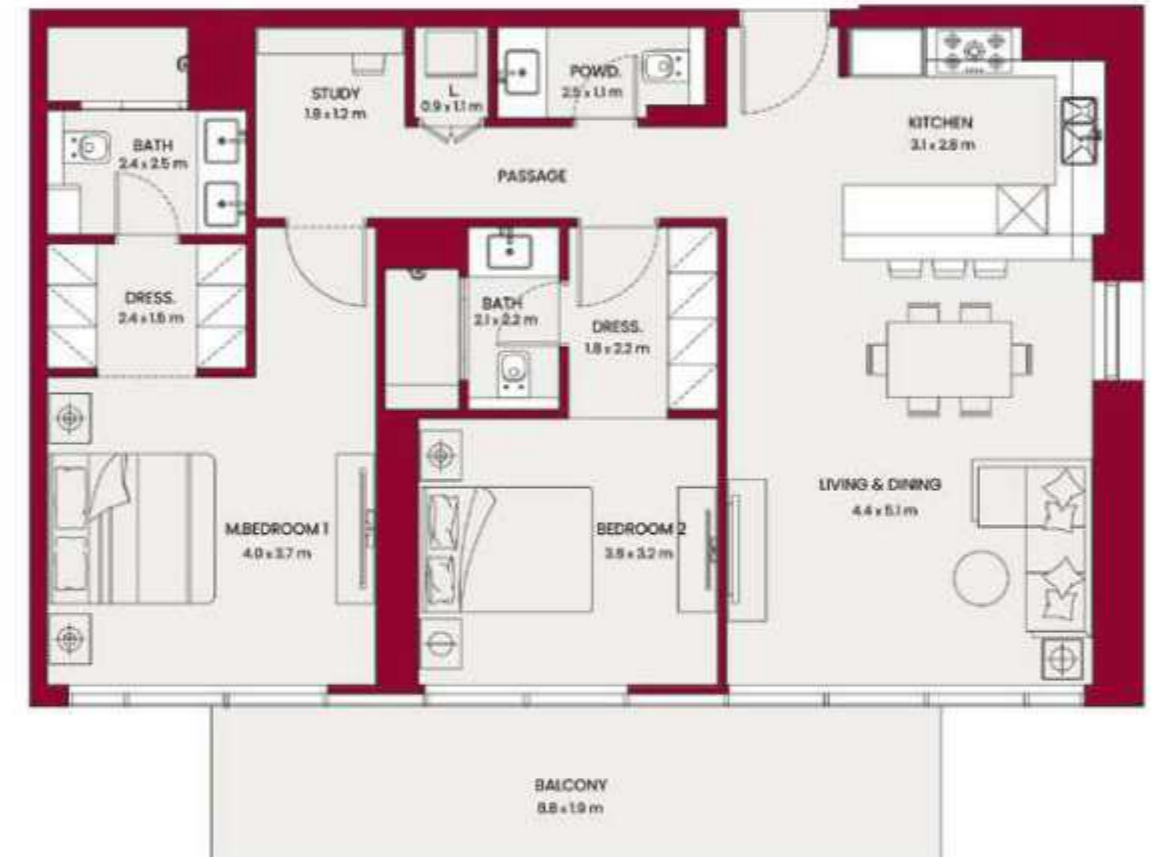 STUDY
1.8 x 1.2 m
L
0.9 x 1.1 m
POWD.
2.5 x 1.1 m
BATH
2.4 x 2.5 m
KITCHEN
3.1 x 2.8 m
PASSAGE
DRESS.
2.4 x 1.5 m
BATH
2.1 x 2.2 m
DRESS.
1.8 x 2.2 m
LIVING & DINING
4.4 x 5.1 m
M.BEDROOM 1
4.0 x 3.7 m
BEDROOM 2
3.6 x 3.2 m
BALCONY
8.8 x 1.9 m